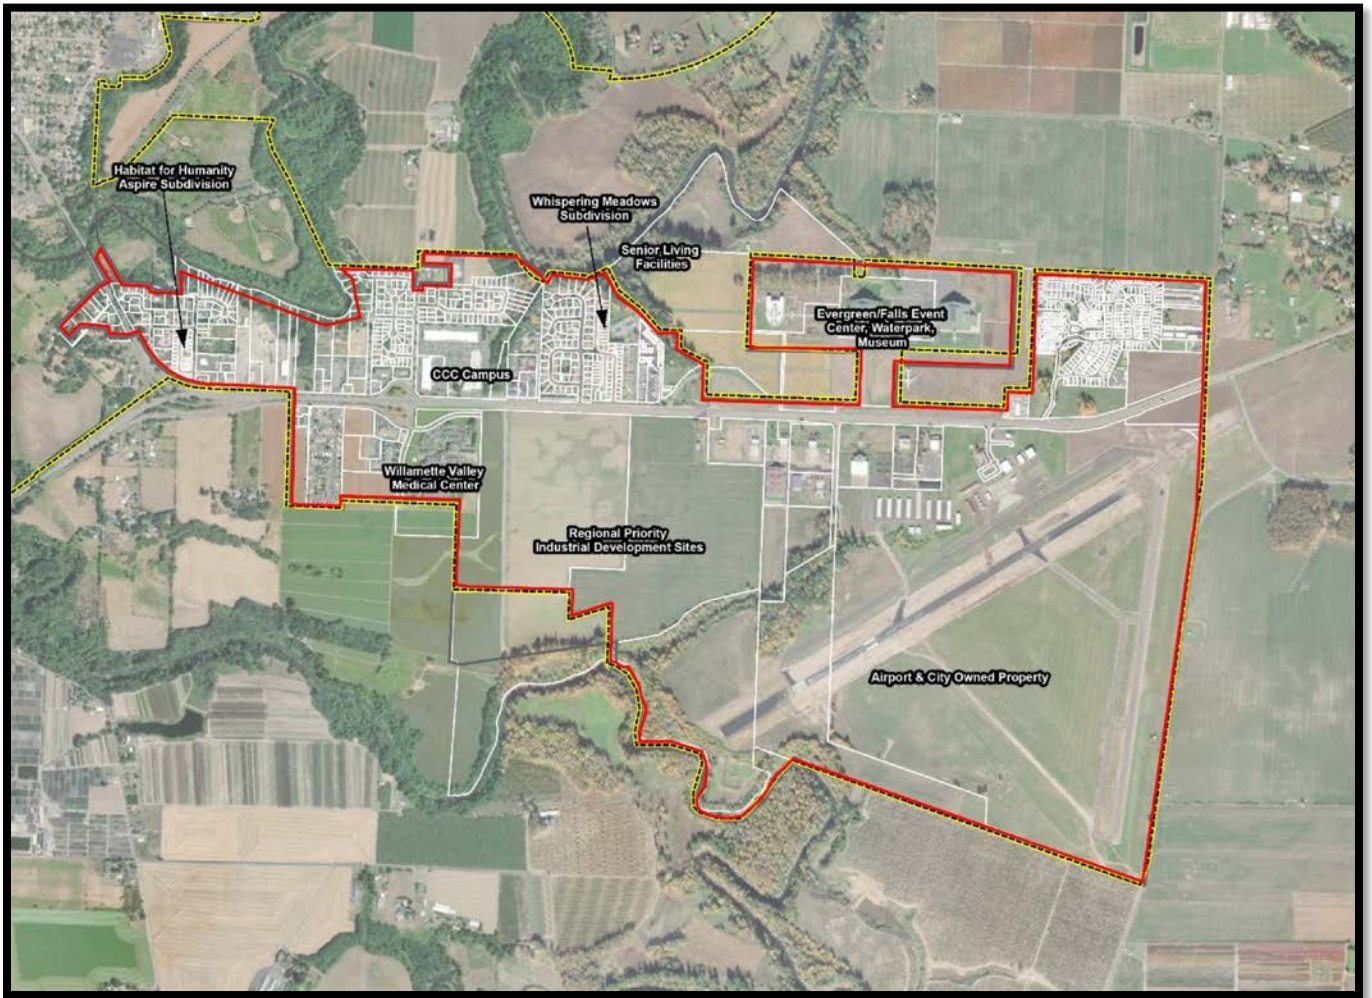 Habitat for Humanity
Aspire Subdivision
Whispering Meadows
Subdivision
Senior Living
Facilities
Evergreen/Falls Event
Center, Waterpark,
Museum
CCC Campus
Willamette Valley
Medical Center
Regional Priority
Industrial Development Sites
Airport & City Owned Property